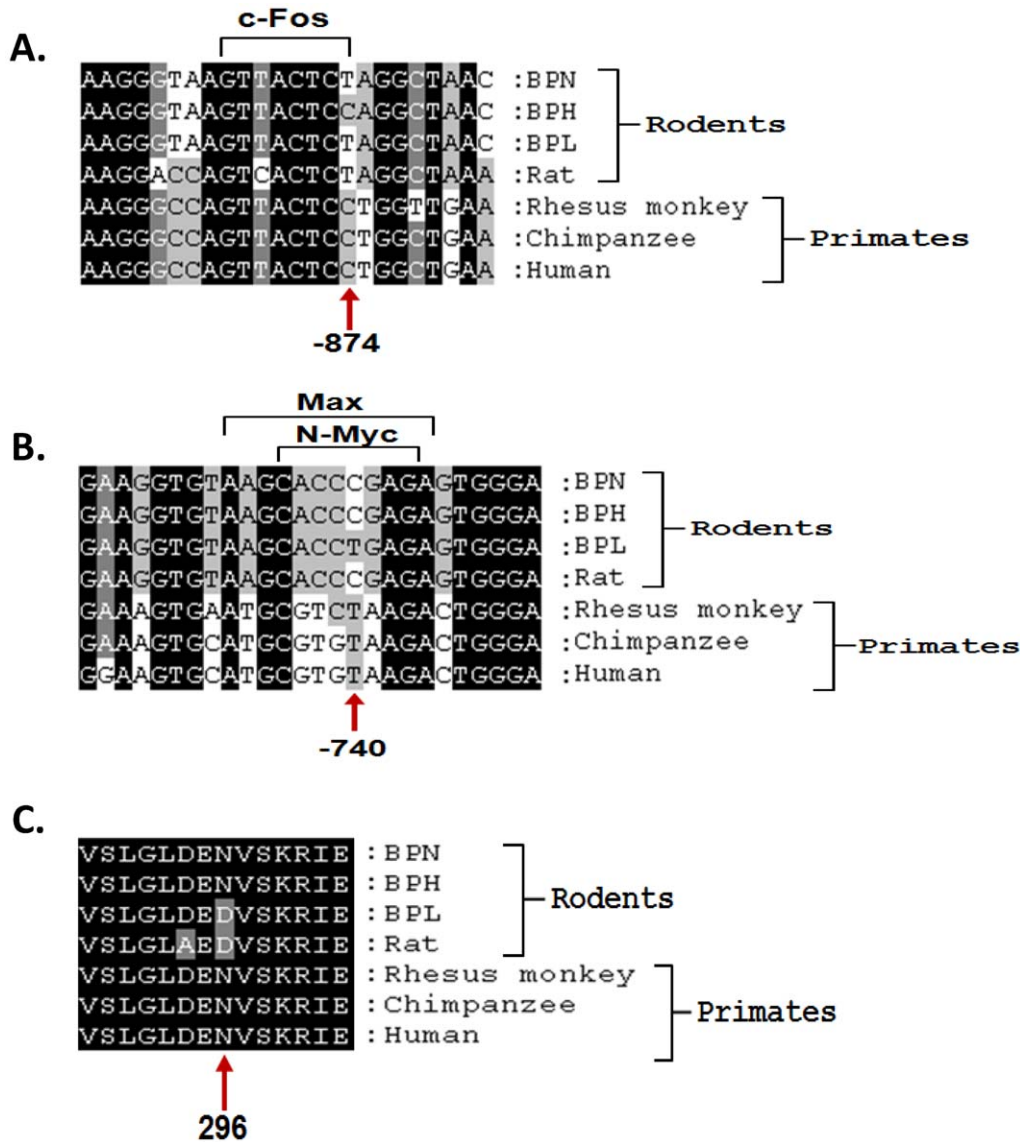 A.
c-Fos
AAGGGTAAGTTACTCTAGGCTAAC :BPN
AAGGGTAAGTTACTCCAGGCTAAC :BPH
AAGGGTAAGTTACTCTAGGCTAAC :BPL
AAGGACCAGTCACTCTAGGCTAAA :Rat
Rodents
AAGGGCCAGTTACTCCTGGTTGAA :Rhesus monkey
AAGGGCCAGTTACTCCTGGCTGAA :Chimpanzee
AAGGGCCAGTTACTCCTGGCTGAA :Human
Primates
-874
B.
Max
N-Myc
GAAGGTGTAAGCACCCGAGAGTGGGA :BPN
GAAGGTGTAAGCACCCGAGAGTGGGA :BPH
GAAGGTGTAAGCACCTGAGAGTGGGA :BPL
GAAGGTGTAAGCACCCGAGAGTGGGA :Rat
Rodents
GAAAGTGAATGCGTCTAAGACTGGGA :Rhesus monkey
GAAAGTGCATGCGTGTAAGACTGGGA :Chimpanzee
GGAAGTGCATGCGTGTAAGACTGGGA :Human
Primates
-740
C.
VSLGLDENVSKRIE :BPN
VSLGLDENVSKRIE :BPH
VSLGLDEDVSKRIE :BPL
VSLGLAEDVSKRIE :Rat
Rodents
VSLGLDENVSKRIE :Rhesus monkey
VSLGLDENVSKRIE :Chimpanzee
VSLGLDENVSKRIE :Human
Primates
296